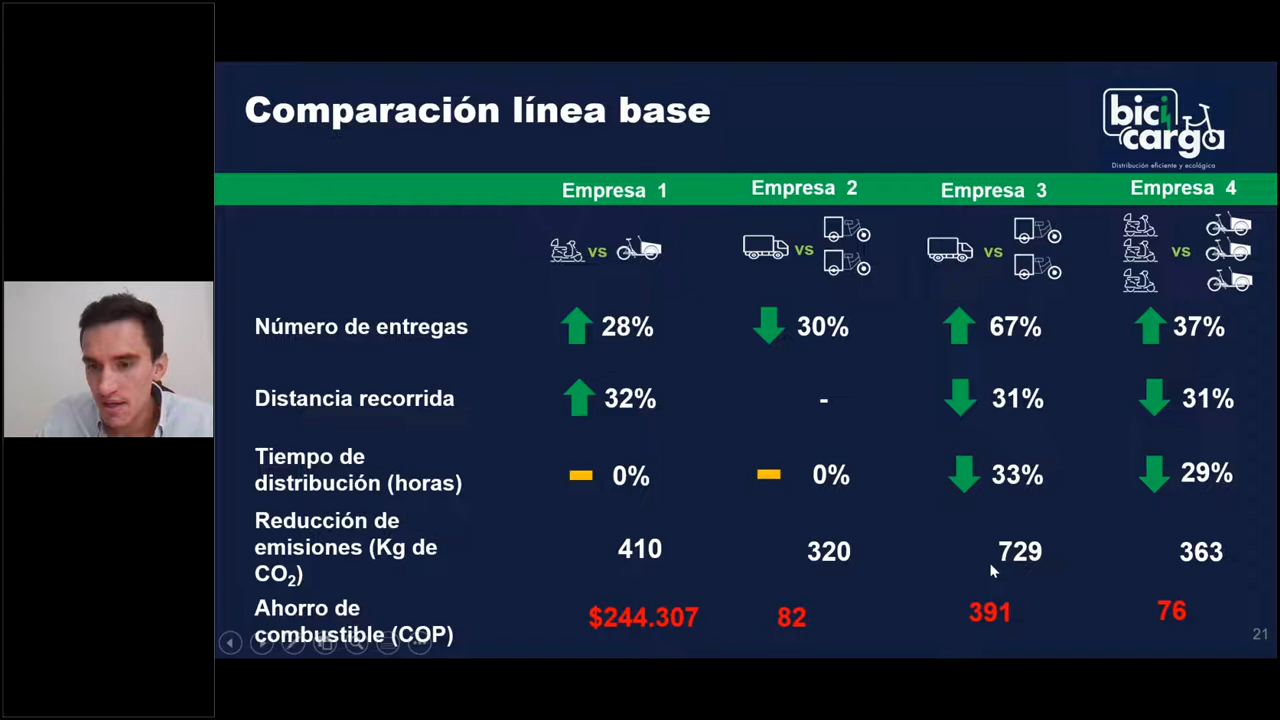 Comparación línea base
bici
carga
Distribución eficiente y ecológica
Empresa 1 Empresa 2 Empresa 3 Empresa 4
vs vs vs vs
Número de entregas 28% 30% 67% 37%
Distancia recorrida 32% - 31% 31%
Tiempo de
distribución (horas) 0% 0% 33% 29%
Reducción de
emisiones (Kg de
CO₂) 410 320 729 363
Ahorro de
combustible (COP) $244.307 82 391 76
21